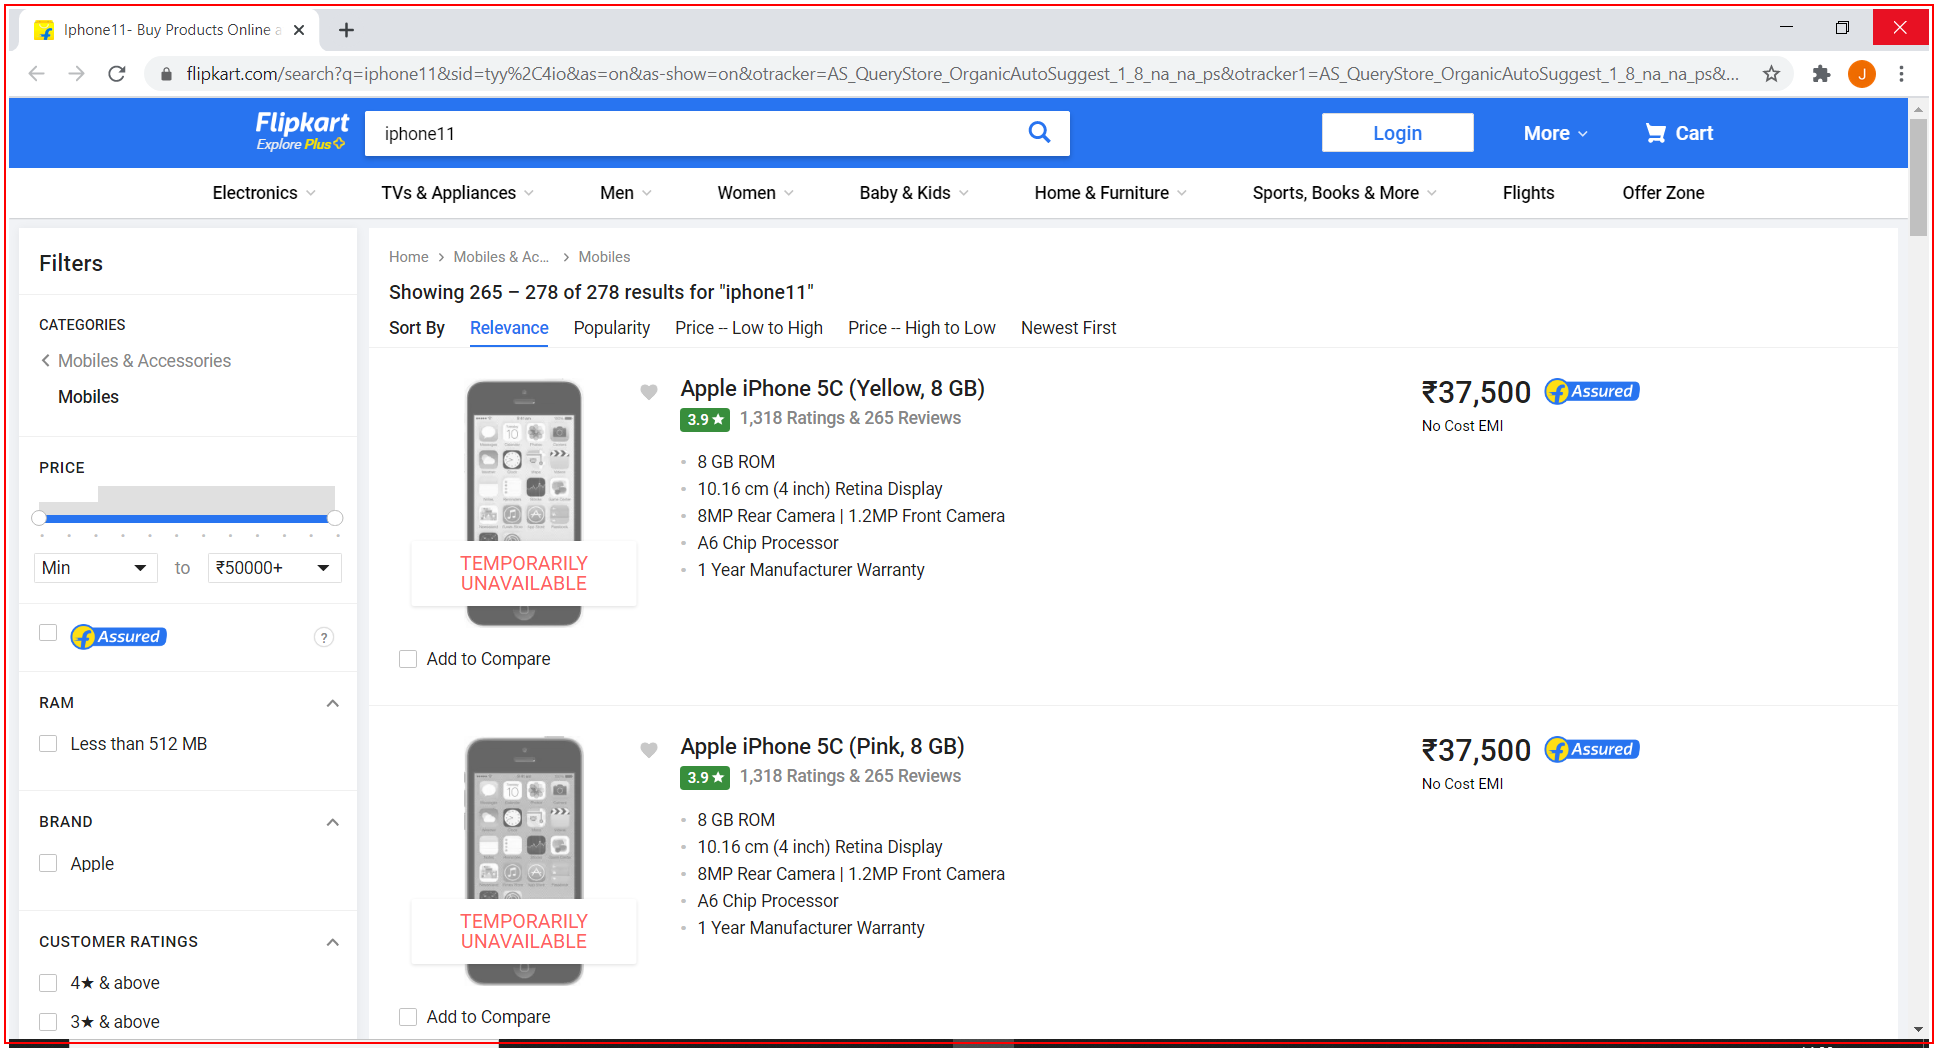 Iphone11- Buy Products Online a
flipkart.com/search?q=iphone11&sid=tyy%2C4io&as=on&as-show=on&otracker=AS_QueryStore_OrganicAutoSuggest_1_8_na_na_ps&otracker1=AS_QueryStore_OrganicAutoSuggest_1_8_na_na_ps&...
J
Flipkart
Explore Plus
iphone11
Login
More
Cart
Electronics
TVs & Appliances
Men
Women
Baby & Kids
Home & Furniture
Sports, Books & More
Flights
Offer Zone
Filters
CATEGORIES
Mobiles & Accessories
Mobiles
PRICE
Min
to
₹50000+
Assured
?
RAM
Less than 512 MB
BRAND
Apple
CUSTOMER RATINGS
4★ & above
3★ & above
Home > Mobiles & Ac... > Mobiles
Showing 265 – 278 of 278 results for "iphone11"
Sort By Relevance Popularity Price -- Low to High Price -- High to Low Newest First
TEMPORARILY
UNAVAILABLE
Add to Compare
Apple iPhone 5C (Yellow, 8 GB)
3.9★ 1,318 Ratings & 265 Reviews
8 GB ROM
10.16 cm (4 inch) Retina Display
8MP Rear Camera | 1.2MP Front Camera
A6 Chip Processor
1 Year Manufacturer Warranty
₹37,500 Assured
No Cost EMI
TEMPORARILY
UNAVAILABLE
Add to Compare
Apple iPhone 5C (Pink, 8 GB)
3.9★ 1,318 Ratings & 265 Reviews
8 GB ROM
10.16 cm (4 inch) Retina Display
8MP Rear Camera | 1.2MP Front Camera
A6 Chip Processor
1 Year Manufacturer Warranty
₹37,500 Assured
No Cost EMI